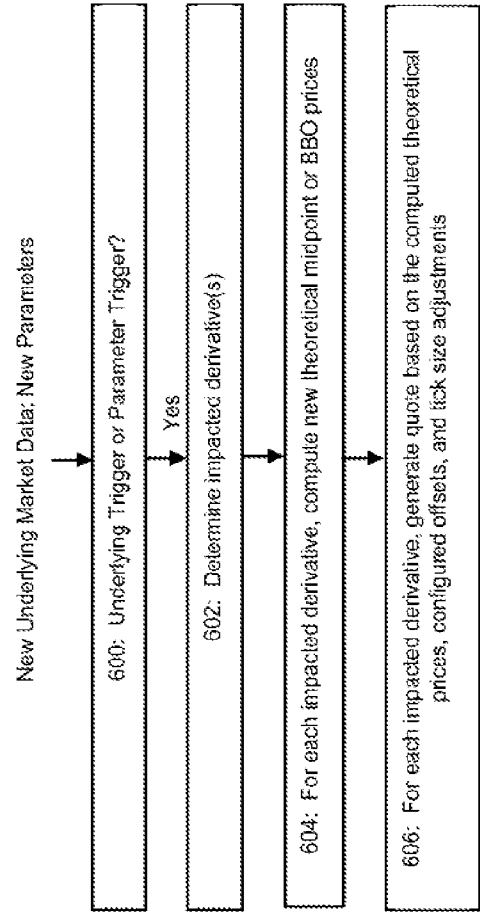 New Underlying Market Data; New Parameters
600: Underlying Trigger or Parameter Trigger?
Yes
602: Determine impacted derivative(s)
604: For each impacted derivative, compute new theoretical midpoint or BBO prices
606: For each impacted derivative, generate quote based on the computed theoretical
prices, configured offsets, and tick size adjustments